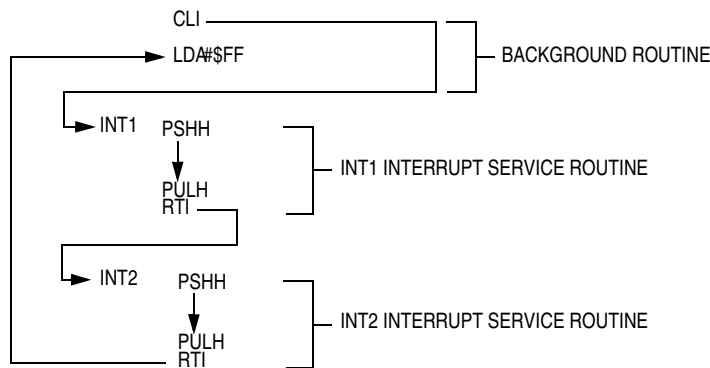 CLI
LDA#$FF
BACKGROUND ROUTINE
INT1 PSHH
INT1 INTERRUPT SERVICE ROUTINE
PULH
RTI
INT2 PSHH
INT2 INTERRUPT SERVICE ROUTINE
PULH
RTI